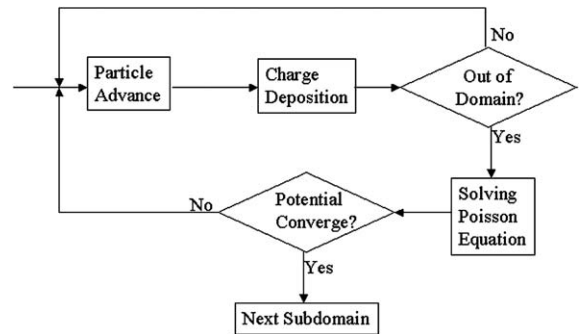 No
Particle
Advance
Charge
Deposition
Out of
Domain?
Yes
No
Potential
Converge?
Solving
Poisson
Equation
Yes
Next Subdomain